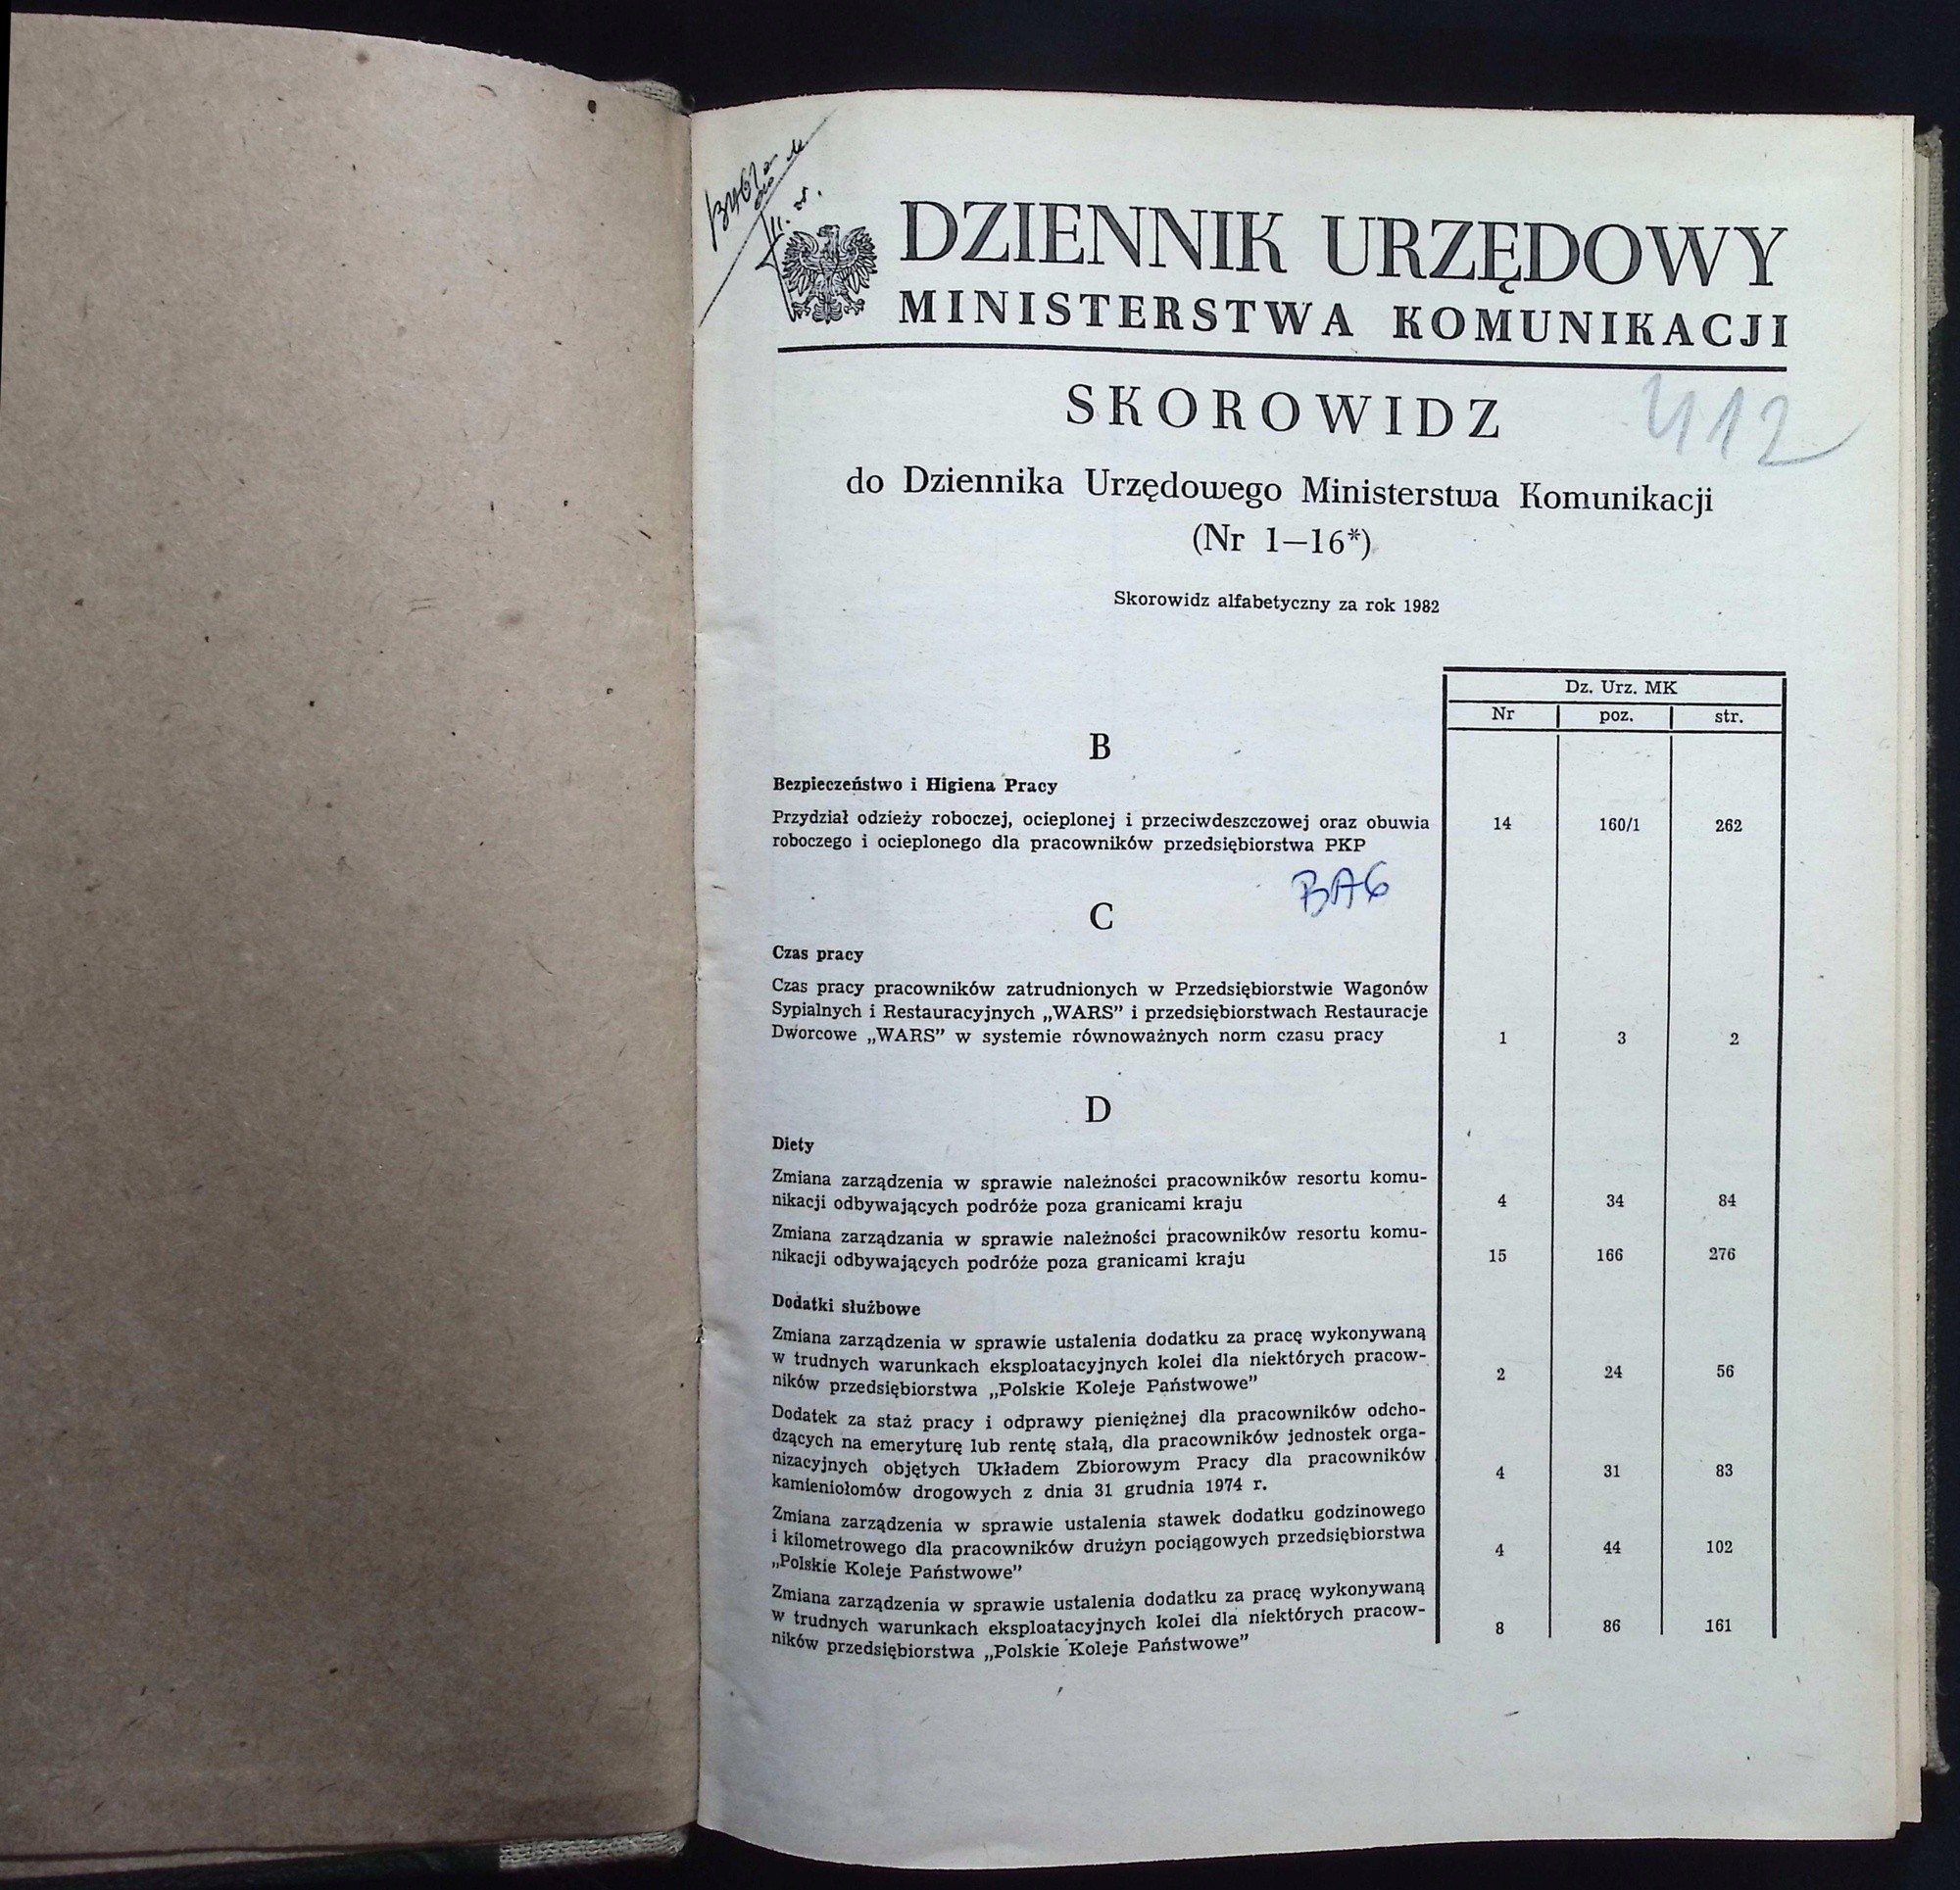 DZIENNIK URZĘDOWY
MINISTERSTWA KOMUNIKACJI
SKOROWIDZ
412
do Dziennika Urzędowego Ministerstwa Komunikacji
(Nr 1—16*)
Skorowidz alfabetyczny za rok 1982
Dz. Urz. MK
Nr poz. str.
B
Bezpieczeństwo i Higiena Pracy
Przydział odzieży roboczej, ocieplonej i przeciwdeszczowej oraz obuwia 14 160/1 262
roboczego i ocieplonego dla pracowników przedsiębiorstwa PKP
BAG
C
Czas pracy
Czas pracy pracowników zatrudnionych w Przedsiębiorstwie Wagonów
Sypialnych i Restauracyjnych „WARS” i przedsiębiorstwach Restauracje
Dworcowe „WARS” w systemie równoważnych norm czasu pracy 1 3 2
D
Diety
Zmiana zarządzenia w sprawie należności pracowników resortu komu-
nikacji odbywających podróże poza granicami kraju 4 34 84
Zmiana zarządzania w sprawie należności pracowników resortu komu-
nikacji odbywających podróże poza granicami kraju 15 166 276
Dodatki służbowe
Zmiana zarządzenia w sprawie ustalenia dodatku za pracę wykonywaną
w trudnych warunkach eksploatacyjnych kolei dla niektórych pracow-
ników przedsiębiorstwa „Polskie Koleje Państwowe” 2 24 56
Dodatek za staż pracy i odprawy pieniężnej dla pracowników odcho-
dzących na emeryturę lub rentę stałą, dla pracowników jednostek orga-
nizacyjnych objętych Układem Zbiorowym Pracy dla pracowników
kamieniołomów drogowych z dnia 31 grudnia 1974 r. 4 31 83
Zmiana zarządzenia w sprawie ustalenia stawek dodatku godzinowego
i kilometrowego dla pracowników drużyn pociągowych przedsiębiorstwa
„Polskie Koleje Państwowe” 4 44 102
Zmiana zarządzenia w sprawie ustalenia dodatku za pracę wykonywaną
w trudnych warunkach eksploatacyjnych kolei dla niektórych pracow-
ników przedsiębiorstwa „Polskie Koleje Państwowe” 8 86 161